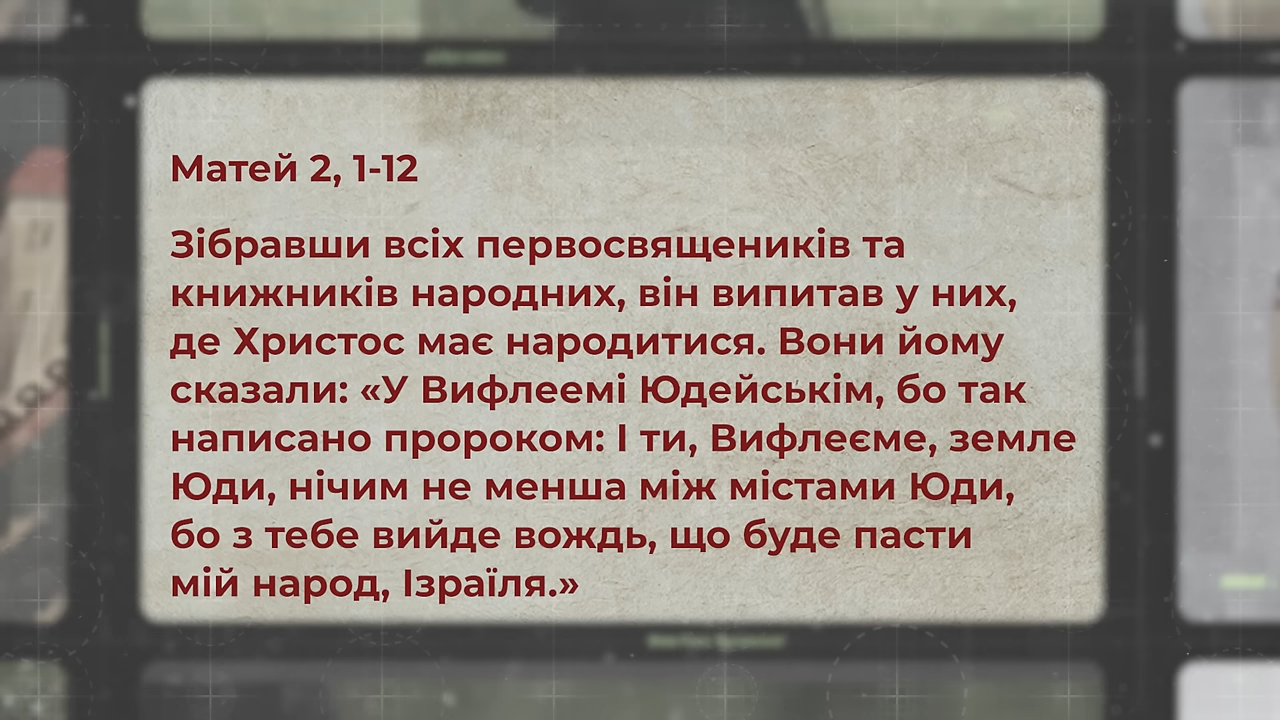 Матей 2, 1-12
Зібравши всіх первосвящеників та
книжників народних, він випитав у них,
де Христос має народитися. Вони йому
сказали: «У Вифлеемі Юдейськім, бо так
написано пророком: І ти, Вифлеєме, земле
Юди, нічим не менша між містами Юди,
бо з тебе вийде вождь, що буде пасти
мій народ, Ізраїля.»